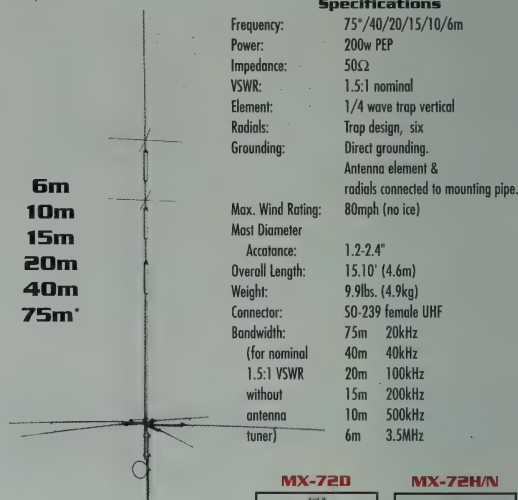 Specifications
Frequency: 75*/40/20/15/10/6m
Power: 200w PEP
Impedance: 50Ω
VSWR: 1.5:1 nominal
Element: 1/4 wave trap vertical
Radials: Trap design, six
Grounding: Direct grounding.
Antenna element &
radials connected to mounting pipe.
Max. Wind Rating: 80mph (no ice)
Mast Diameter
Accatance: 1.2-2.4"
Overall Length: 15.10' (4.6m)
Weight: 9.9lbs. (4.9kg)
Connector: SO-239 female UHF
Bandwidth: 75m 20kHz
(for nominal 40m 40kHz
1.5:1 VSWR 20m 100kHz
without 15m 200kHz
antenna 10m 500kHz
tuner) 6m 3.5MHz
6m
10m
15m
20m
40m
75m*
MX-72D MX-72H/N